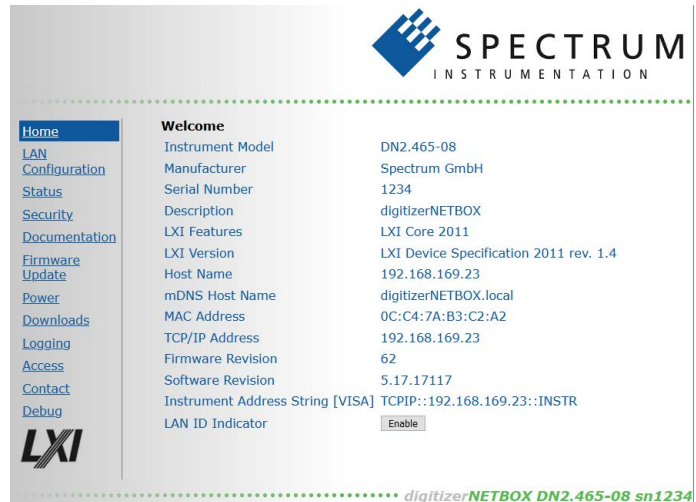 SPECTRUM
INSTRUMENTATION
Home
LAN
Configuration
Status
Security
Documentation
Firmware
Update
Power
Downloads
Logging
Access
Contact
Debug
LXI
Welcome
Instrument Model DN2.465-08
Manufacturer Spectrum GmbH
Serial Number 1234
Description digitizerNETBOX
LXI Features LXI Core 2011
LXI Version LXI Device Specification 2011 rev. 1.4
Host Name 192.168.169.23
mDNS Host Name digitizerNETBOX.local
MAC Address 0C:C4:7A:B3:C2:A2
TCP/IP Address 192.168.169.23
Firmware Revision 62
Software Revision 5.17.17117
Instrument Address String [VISA] TCPIP::192.168.169.23::INSTR
LAN ID Indicator Enable
digitizerNETBOX DN2.465-08 sn1234